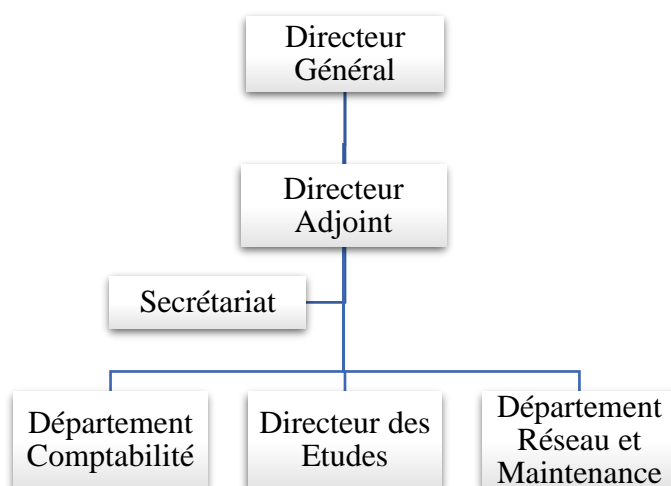 Directeur
Général
Directeur
Adjoint
Secrétariat
Département
Comptabilité
Directeur des
Etudes
Département
Réseau et
Maintenance